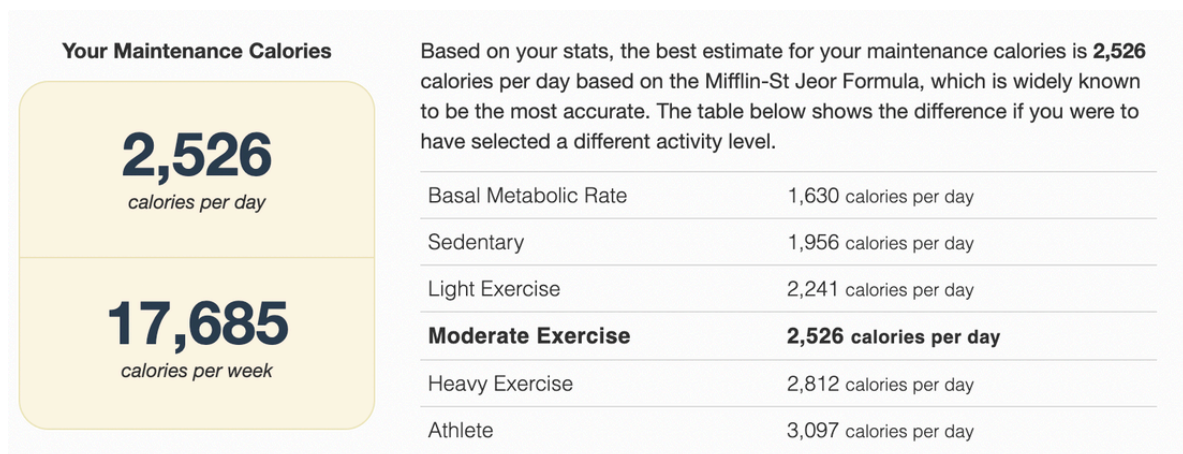 Your Maintenance Calories
2,526
calories per day
17,685
calories per week
Based on your stats, the best estimate for your maintenance calories is 2,526
calories per day based on the Mifflin-St Jeor Formula, which is widely known
to be the most accurate. The table below shows the difference if you were to
have selected a different activity level.
Basal Metabolic Rate 1,630 calories per day
Sedentary 1,956 calories per day
Light Exercise 2,241 calories per day
Moderate Exercise 2,526 calories per day
Heavy Exercise 2,812 calories per day
Athlete 3,097 calories per day